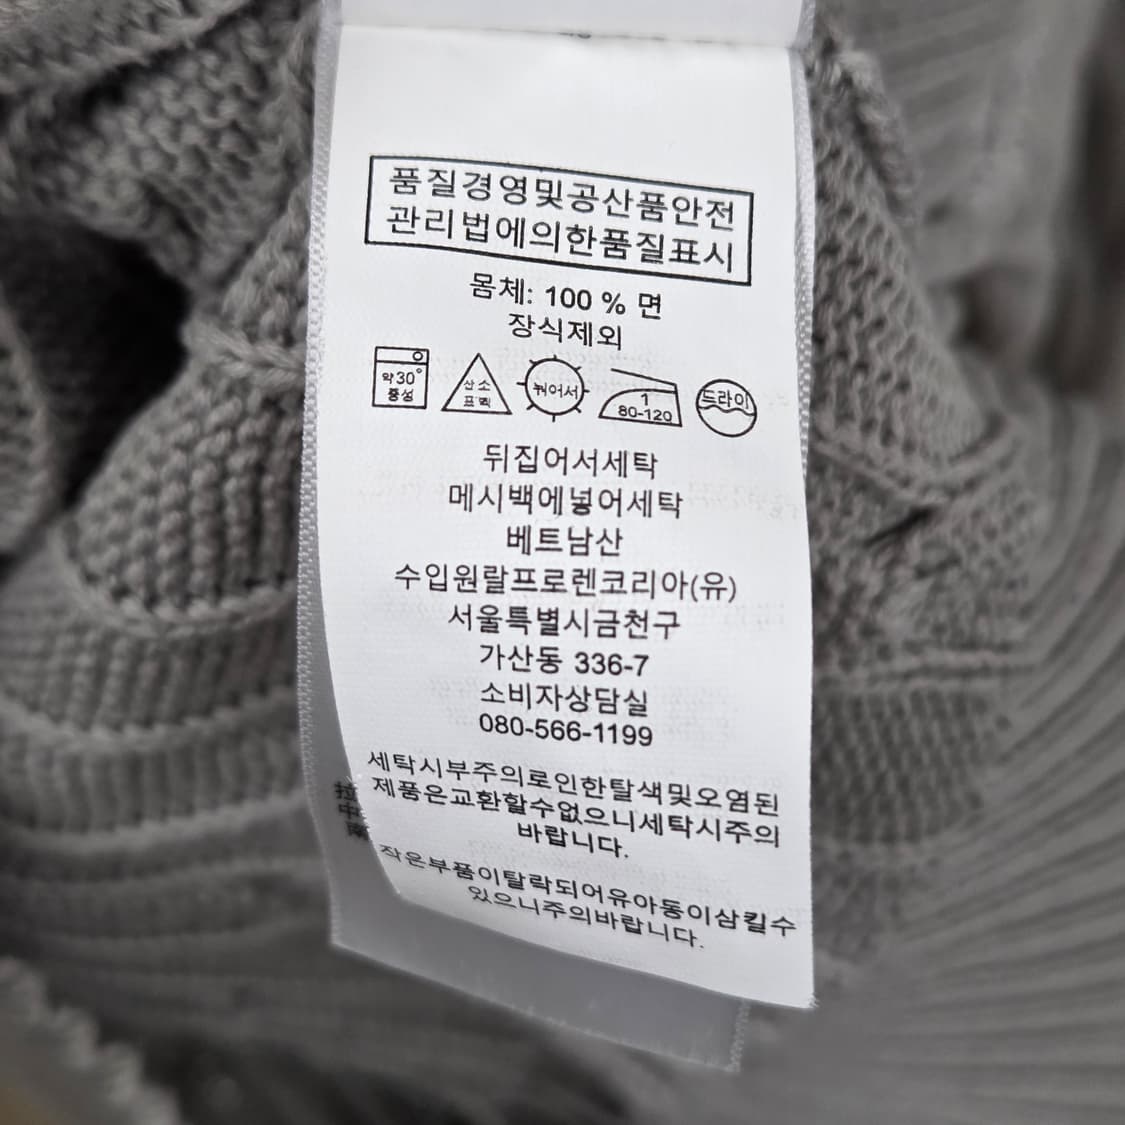 품질경영및공산품안전
관리법에의한품질표시
몸체: 100 % 면
장식제외
약30°
중성
산소
표백
뉘어서
1
80-120
드라이
뒤집어서세탁
메시백에넣어세탁
베트남산
수입원랄프로렌코리아(유)
서울특별시금천구
가산동 336-7
소비자상담실
080-566-1199
세탁시부주의로인한탈색및오염된
제품은교환할수없으니세탁시주의
바랍니다.
작은부품이탈락되어유아동이삼킬수
있으니주의바랍니다.
拉
中